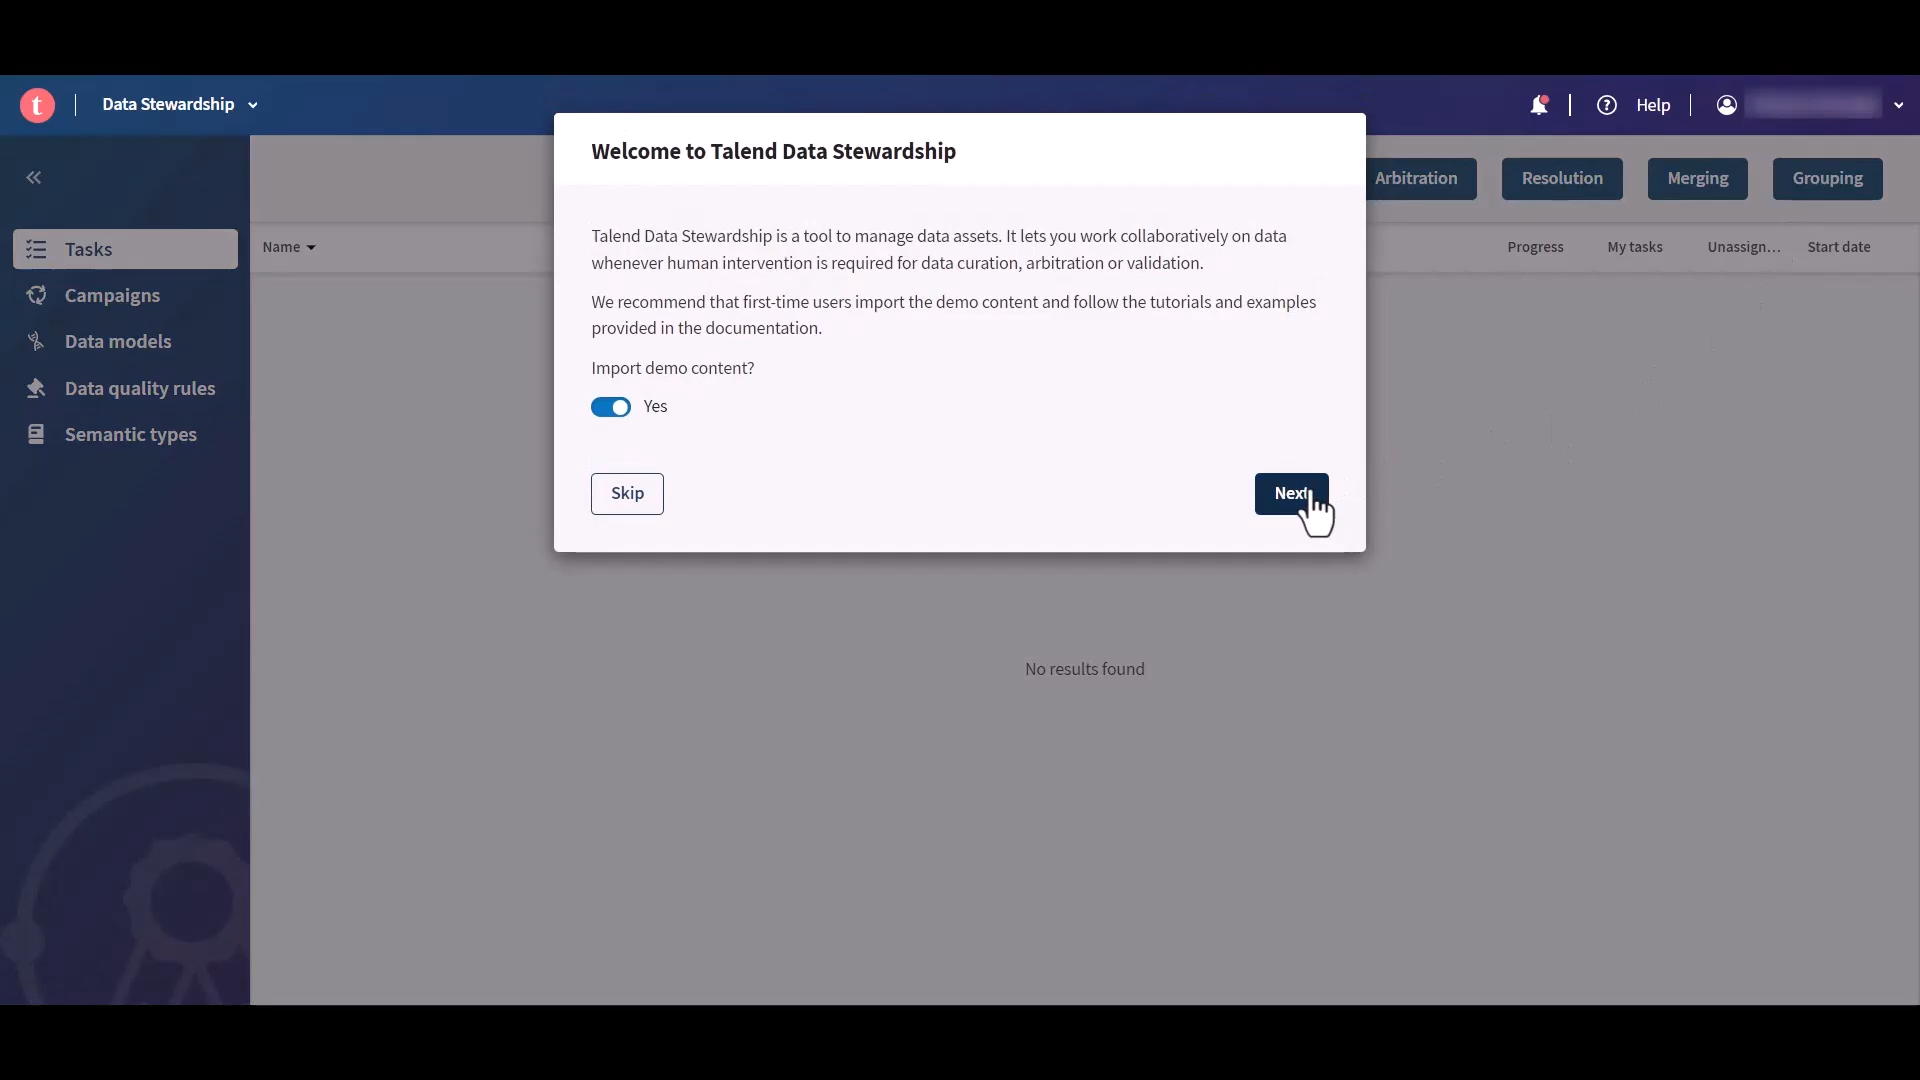 t
Data Stewardship
Help
Welcome to Talend Data Stewardship
Arbitration
Resolution
Merging
Grouping
Tasks
Campaigns
Data models
Data quality rules
Semantic types
Name
Progress
My tasks
Unassign...
Start date
Talend Data Stewardship is a tool to manage data assets. It lets you work collaboratively on data
whenever human intervention is required for data curation, arbitration or validation.
We recommend that first-time users import the demo content and follow the tutorials and examples
provided in the documentation.
Import demo content?
Yes
Skip
Next
No results found